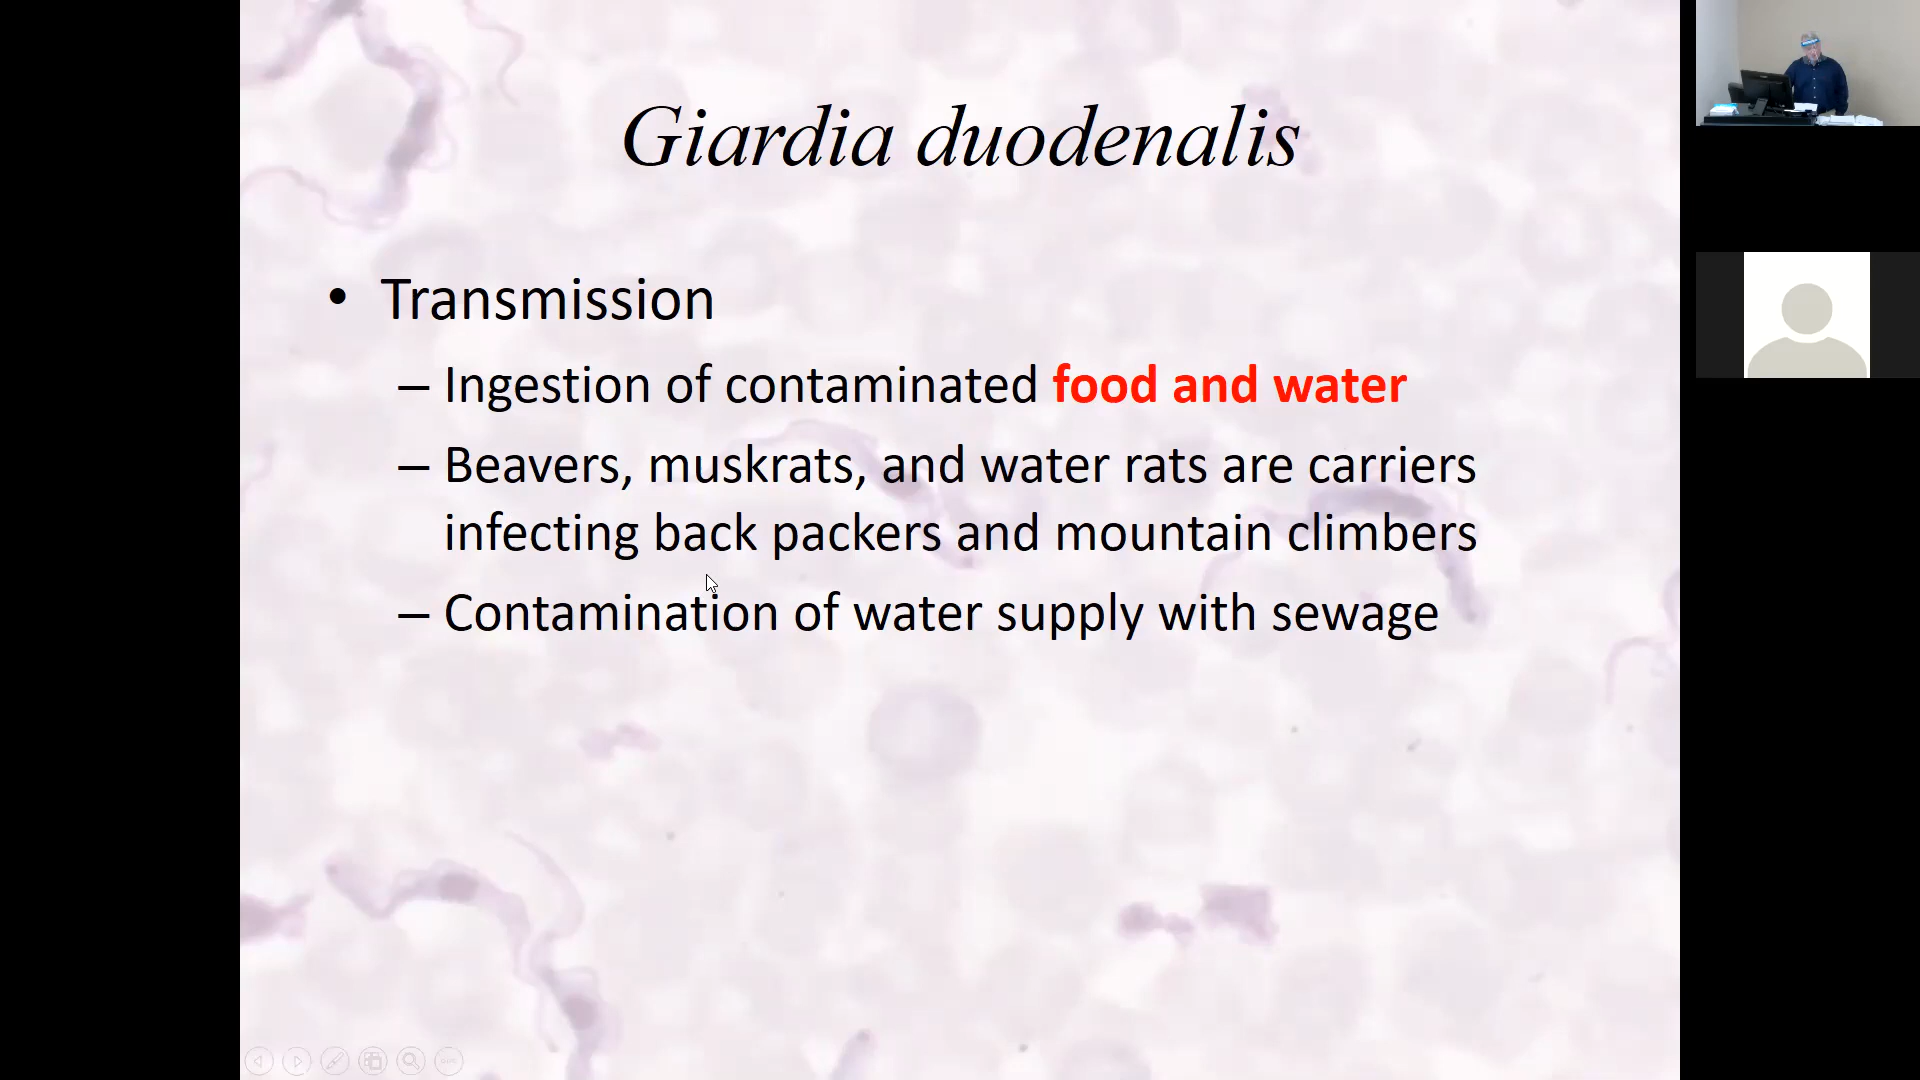 Giardia duodenalis
• Transmission
– Ingestion of contaminated food and water
– Beavers, muskrats, and water rats are carriers
infecting back packers and mountain climbers
– Contamination of water supply with sewage